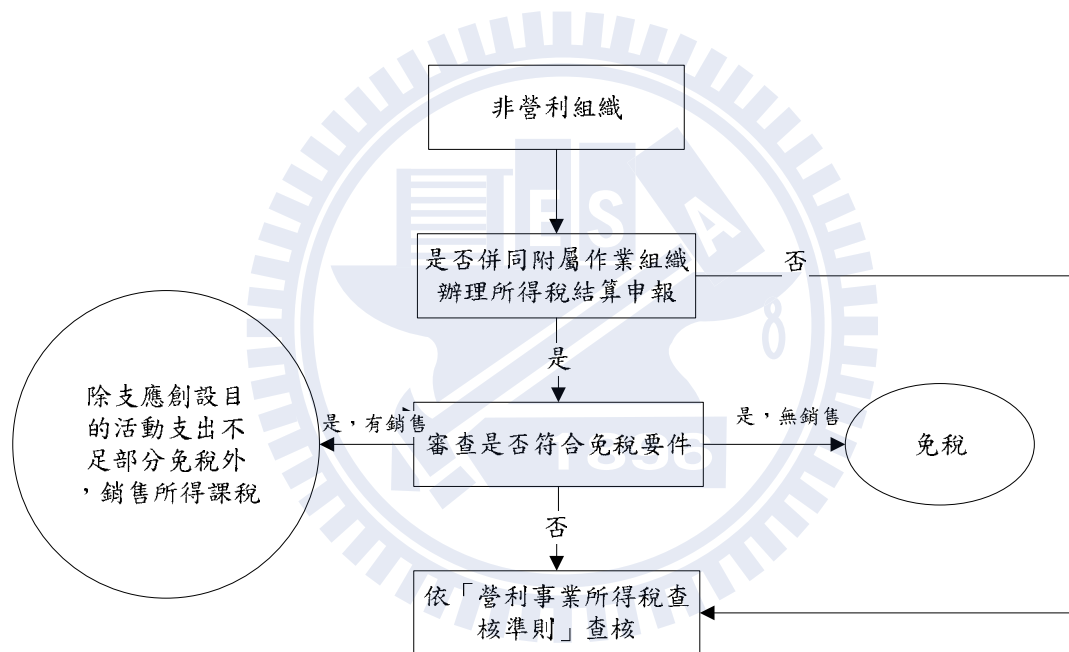 非營利組織
是否併同附屬作業組織
辦理所得稅結算申報
否
是
除支應創設目
的活動支出不
足部分免稅外
，銷售所得課稅
是，有銷售
審查是否符合免稅要件
是，無銷售
免稅
否
依「營利事業所得稅查
核準則」查核
E S A
1896